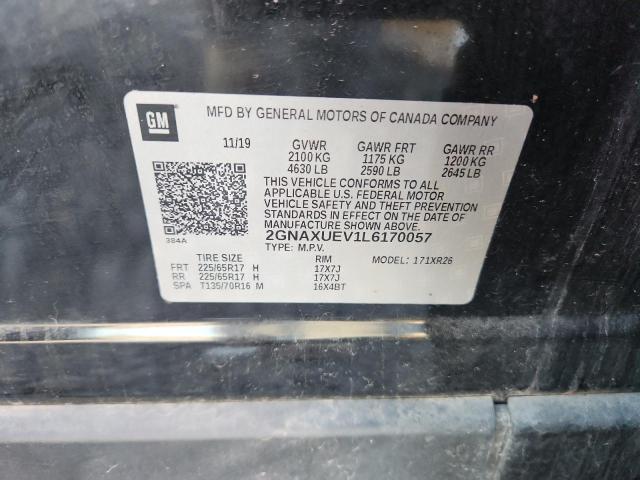 GM
MFD BY GENERAL MOTORS OF CANADA COMPANY
11/19 GVWR GAWR FRT GAWR RR
2100 KG 1175 KG 1200 KG
4630 LB 2590 LB 2645 LB
THIS VEHICLE CONFORMS TO ALL
APPLICABLE U.S. FEDERAL MOTOR
VEHICLE SAFETY AND THEFT PREVENTION
STANDARDS IN EFFECT ON THE DATE OF
MANUFACTURE SHOWN ABOVE.
384A
2GNAXUEV1L6170057
TYPE: M.P.V. MODEL: 171XR26
TIRE SIZE RIM
FRT 225/65R17 H 17X7J
RR 225/65R17 H 17X7J
SPA T135/70R16 M 16X4BT